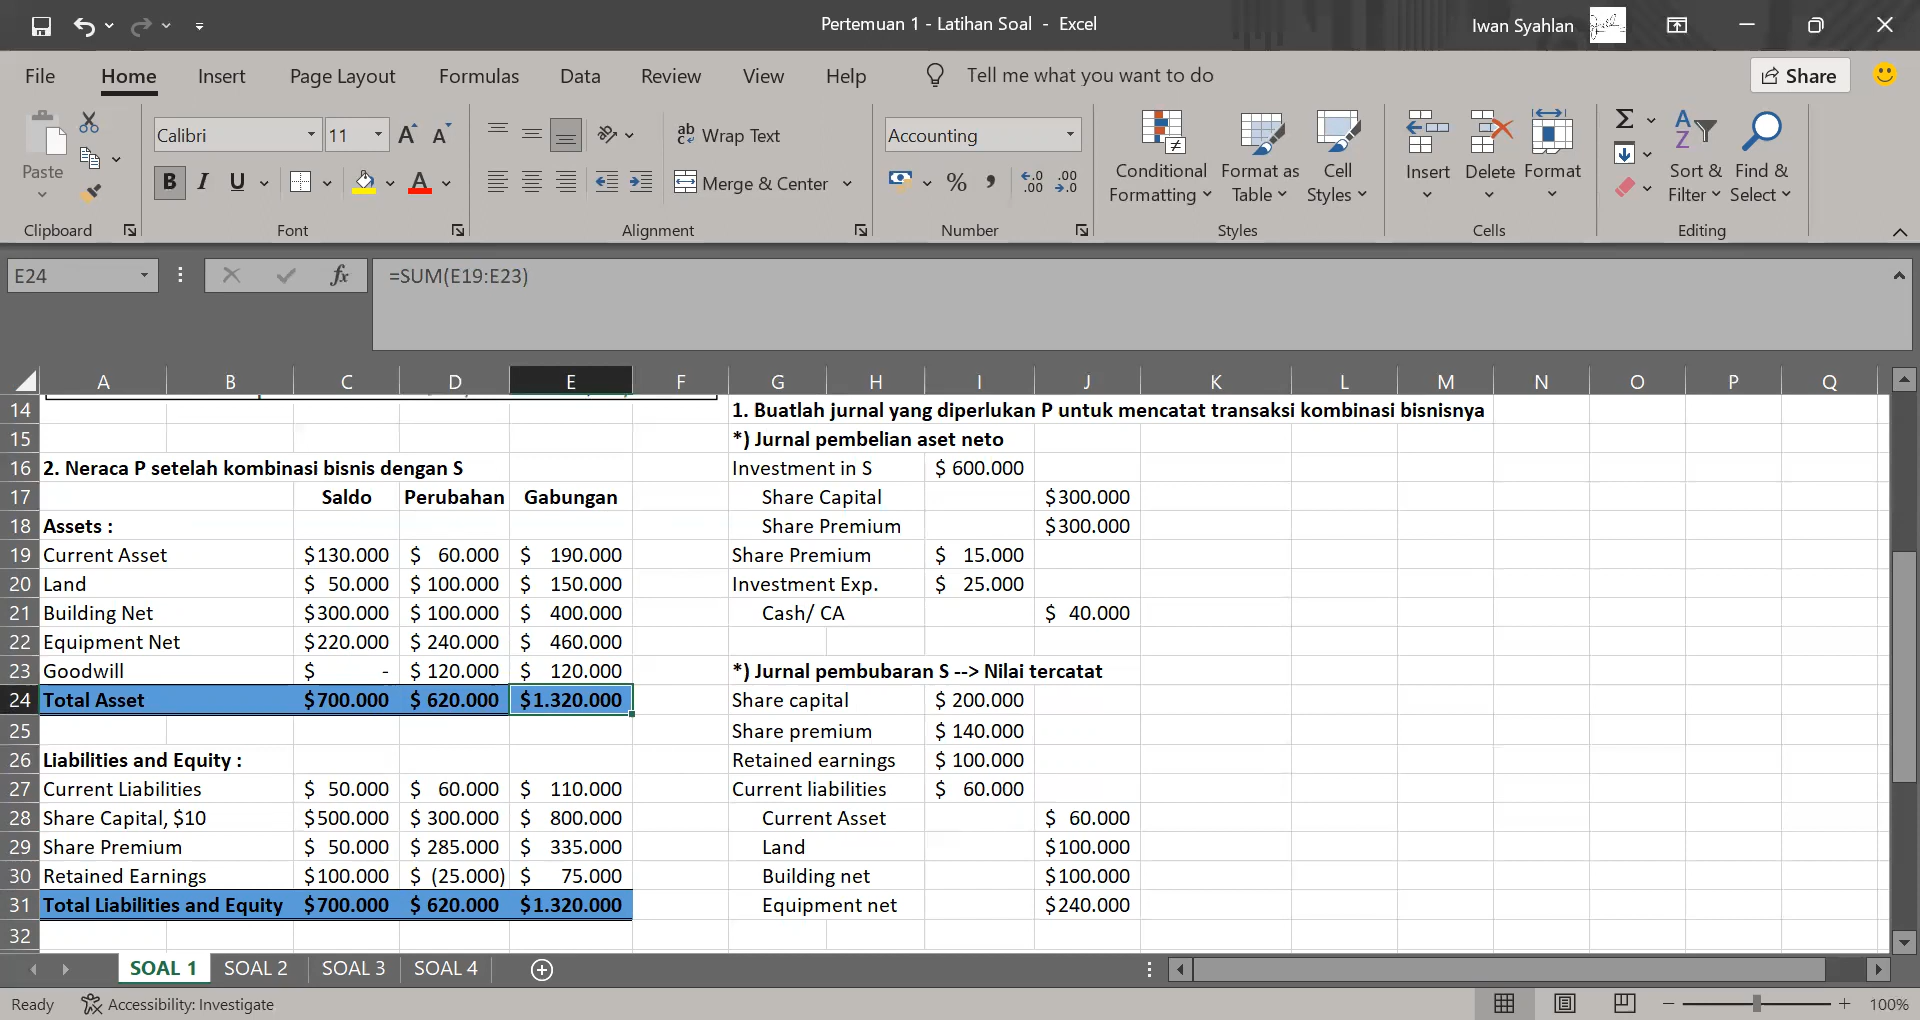 Pertemuan 1 - Latihan Soal - Excel
Iwan Syahlan
File Home Insert Page Layout Formulas Data Review View Help Tell me what you want to do Share
Paste
Calibri 11
B I U A
ab Wrap Text
Merge & Center
Accounting
% , .00 .00
Conditional Formatting
Format as Table
Cell Styles
Insert Delete Format
Sort & Filter
Find & Select
Clipboard Font Alignment Number Styles Cells Editing
E24 fx =SUM(E19:E23)
A B C D E F G H I J K L M N O P Q
14 1. Buatlah jurnal yang diperlukan P untuk mencatat transaksi kombinasi bisnisnya
15 *) Jurnal pembelian aset neto
16 2. Neraca P setelah kombinasi bisnis dengan S Investment in S $ 600.000
17 Saldo Perubahan Gabungan Share Capital $300.000
18 Assets : Share Premium $300.000
19 Current Asset $130.000 $ 60.000 $ 190.000 Share Premium $ 15.000
20 Land $ 50.000 $ 100.000 $ 150.000 Investment Exp. $ 25.000
21 Building Net $300.000 $ 100.000 $ 400.000 Cash/ CA $ 40.000
22 Equipment Net $220.000 $ 240.000 $ 460.000
23 Goodwill $ - $ 120.000 $ 120.000 *) Jurnal pembubaran S --> Nilai tercatat
24 Total Asset $700.000 $ 620.000 $1.320.000 Share capital $ 200.000
25 Share premium $ 140.000
26 Liabilities and Equity : Retained earnings $ 100.000
27 Current Liabilities $ 50.000 $ 60.000 $ 110.000 Current liabilities $ 60.000
28 Share Capital, $10 $500.000 $ 300.000 $ 800.000 Current Asset $ 60.000
29 Share Premium $ 50.000 $ 285.000 $ 335.000 Land $100.000
30 Retained Earnings $100.000 $ (25.000) $ 75.000 Building net $100.000
31 Total Liabilities and Equity $700.000 $ 620.000 $1.320.000 Equipment net $240.000
32
SOAL 1 SOAL 2 SOAL 3 SOAL 4
Ready Accessibility: Investigate 100%